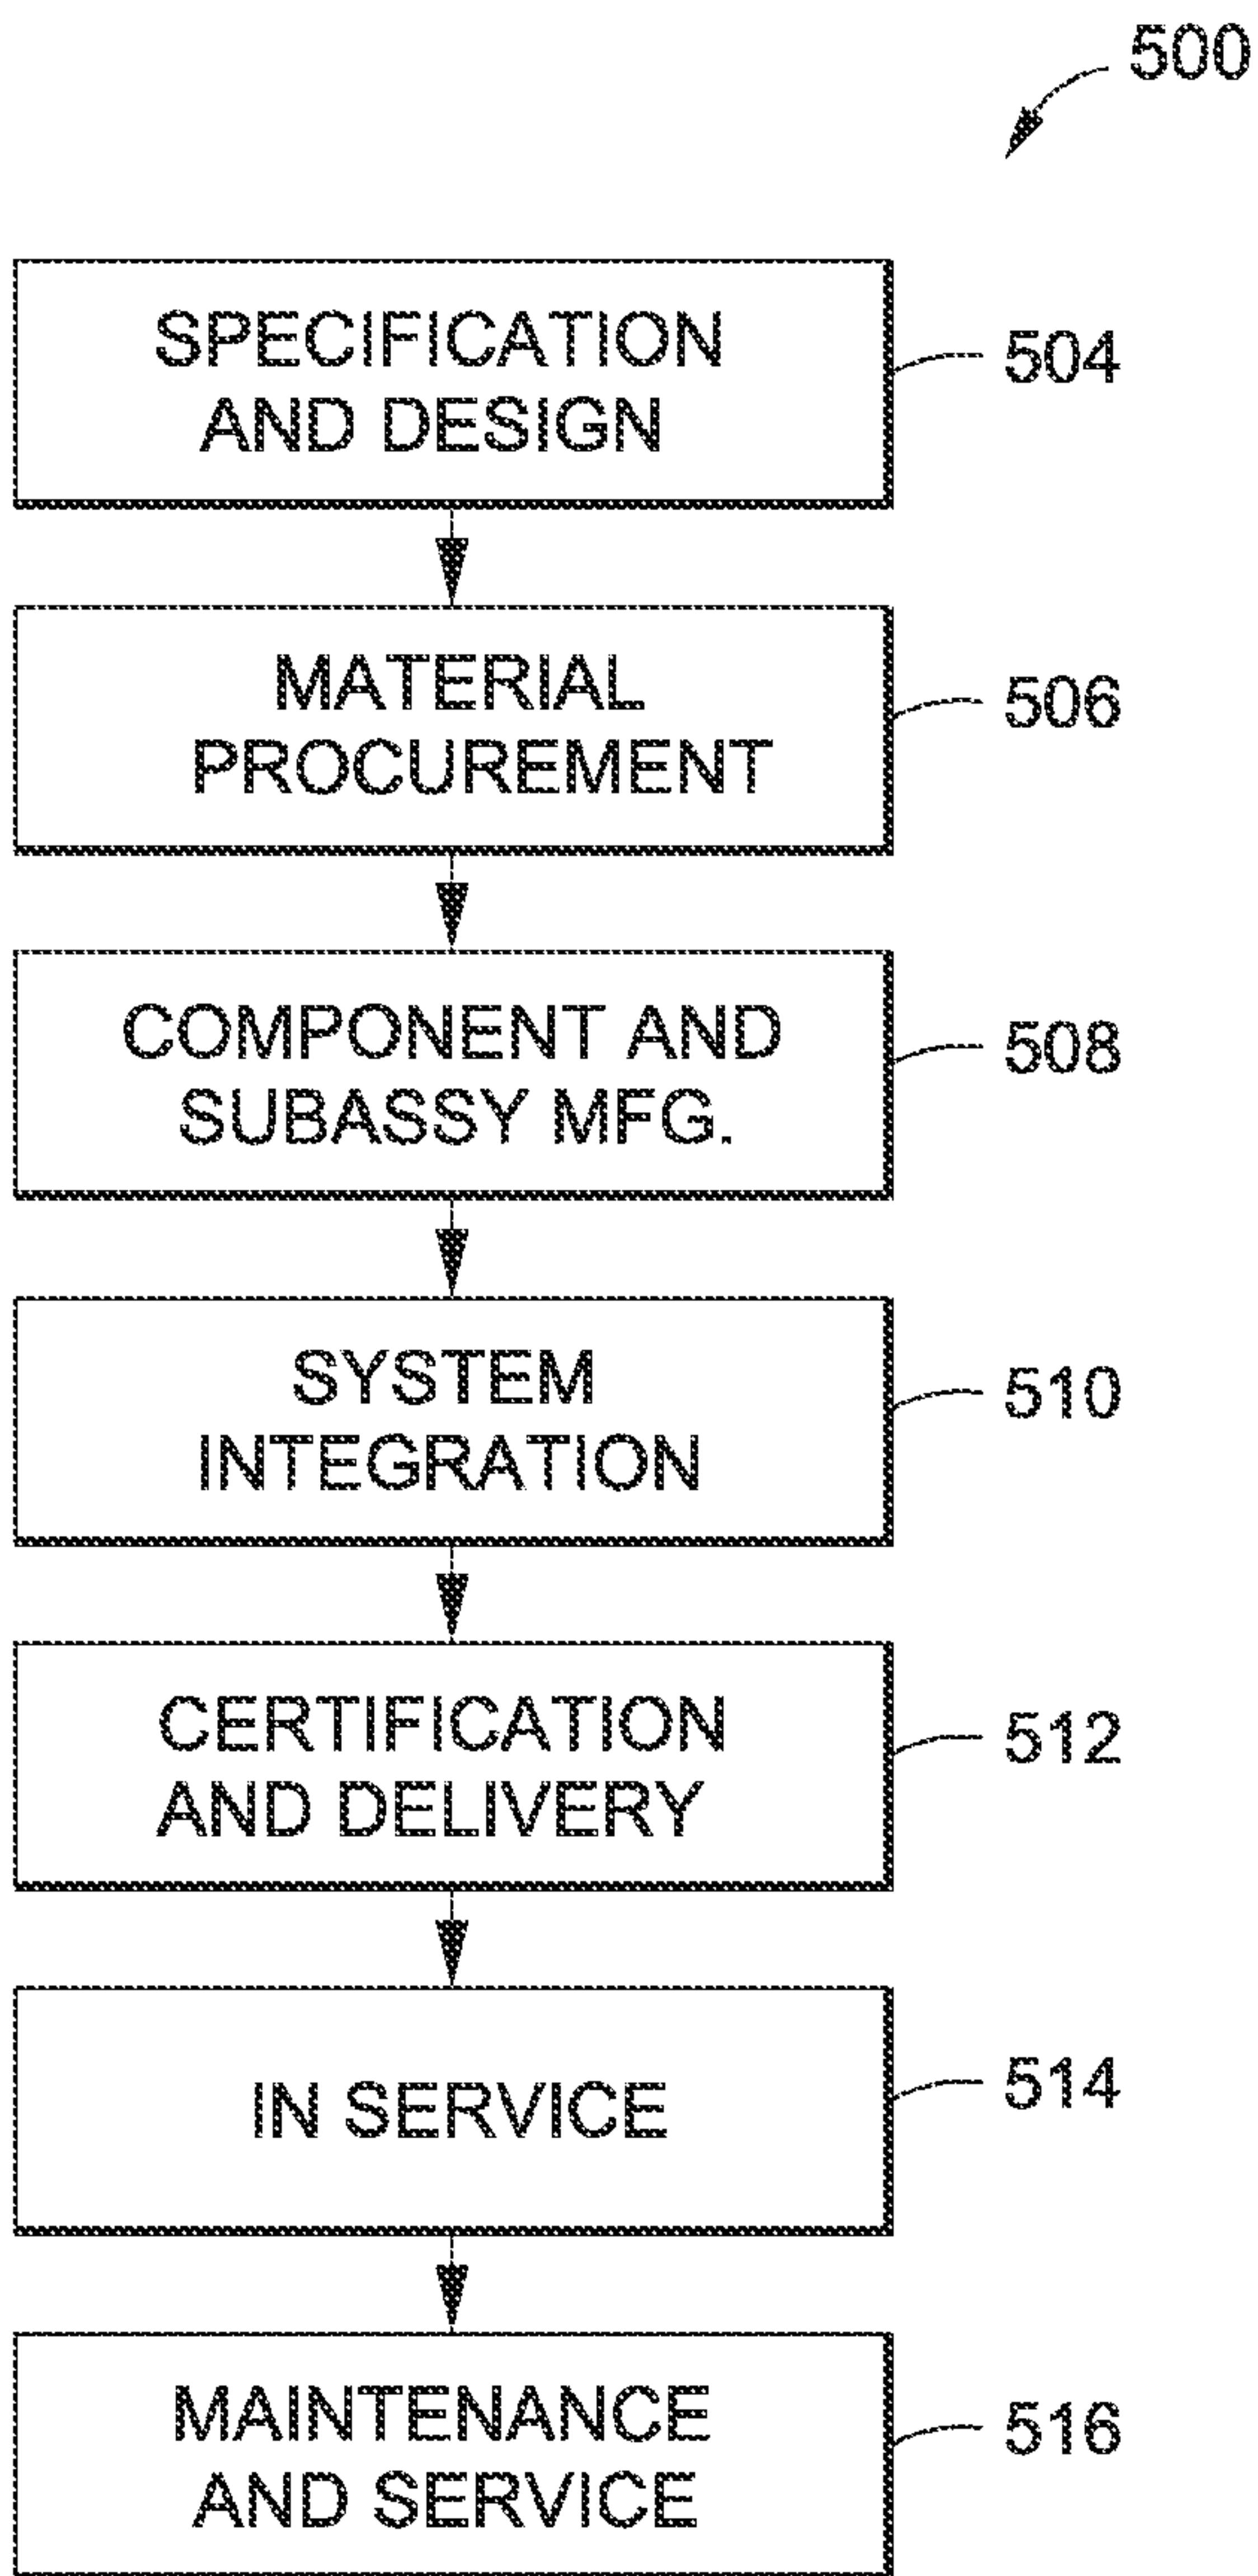 500
SPECIFICATION
AND DESIGN
504
MATERIAL
PROCUREMENT
506
COMPONENT AND
SUBASSY MFG.
508
SYSTEM
INTEGRATION
510
CERTIFICATION
AND DELIVERY
512
IN SERVICE
514
MAINTENANCE
AND SERVICE
516